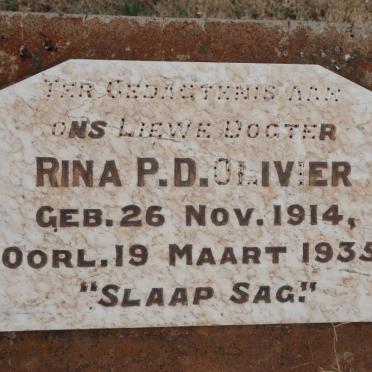 TER GEDAGTENIS AAN
ONS LIEWE DOGTER
RINA P.D. OLIVIER
GEB. 26 NOV. 1914,
OORL. 19 MAART 1935
"SLAAP SAG."